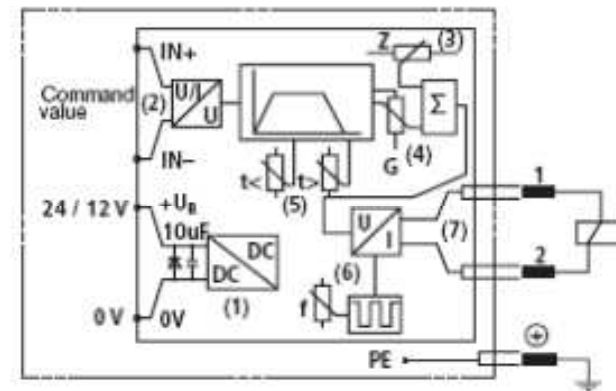 IN+
Z
(3)
Command
value
(2)
U/I
U
Σ
G
(4)
IN–
t<
t>
(5)
1
24 / 12 V
+UB
10uF
DC
DC
(1)
U
I
(7)
2
(6)
f
0 V
0V
PE